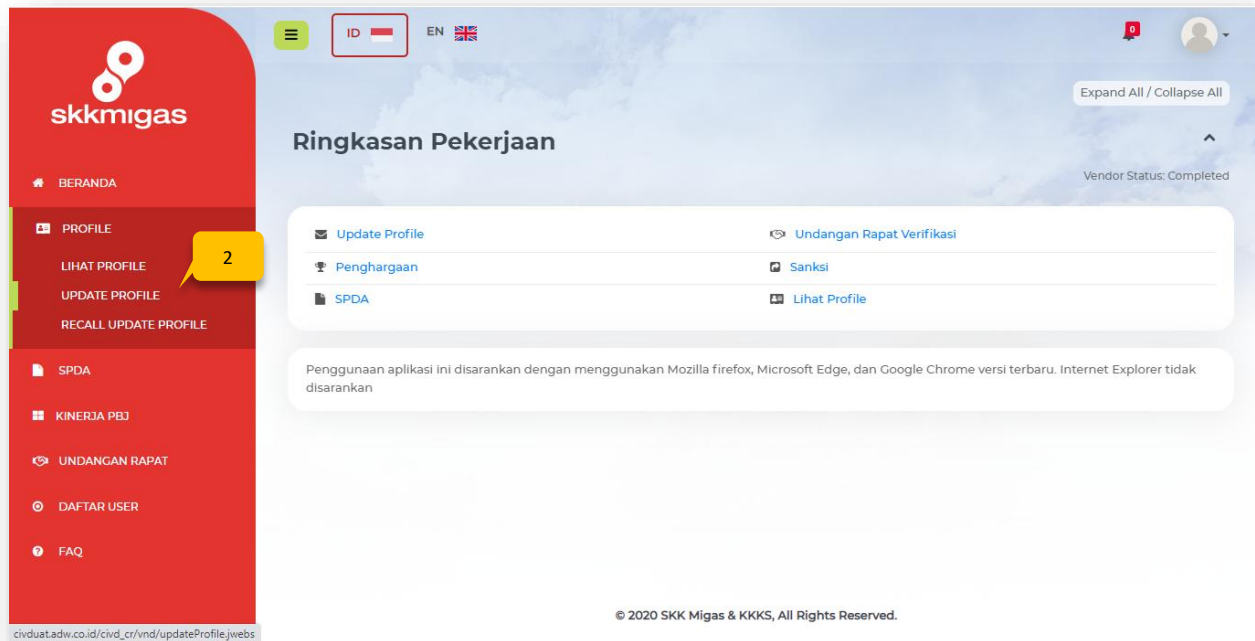 ID
EN
0
skkmigas
Expand All / Collapse All
Ringkasan Pekerjaan
Vendor Status: Completed
BERANDA
PROFILE
LIHAT PROFILE
UPDATE PROFILE
RECALL UPDATE PROFILE
2
SPDA
KINERJA PBJ
UNDANGAN RAPAT
DAFTAR USER
FAQ
Update Profile
Undangan Rapat Verifikasi
Penghargaan
Sanksi
SPDA
Lihat Profile
Penggunaan aplikasi ini disarankan dengan menggunakan Mozilla firefox, Microsoft Edge, dan Google Chrome versi terbaru. Internet Explorer tidak
disarankan
© 2020 SKK Migas & KKKS, All Rights Reserved.
civduat.adw.co.id/civd_cr/vnd/updateProfile.jwebs